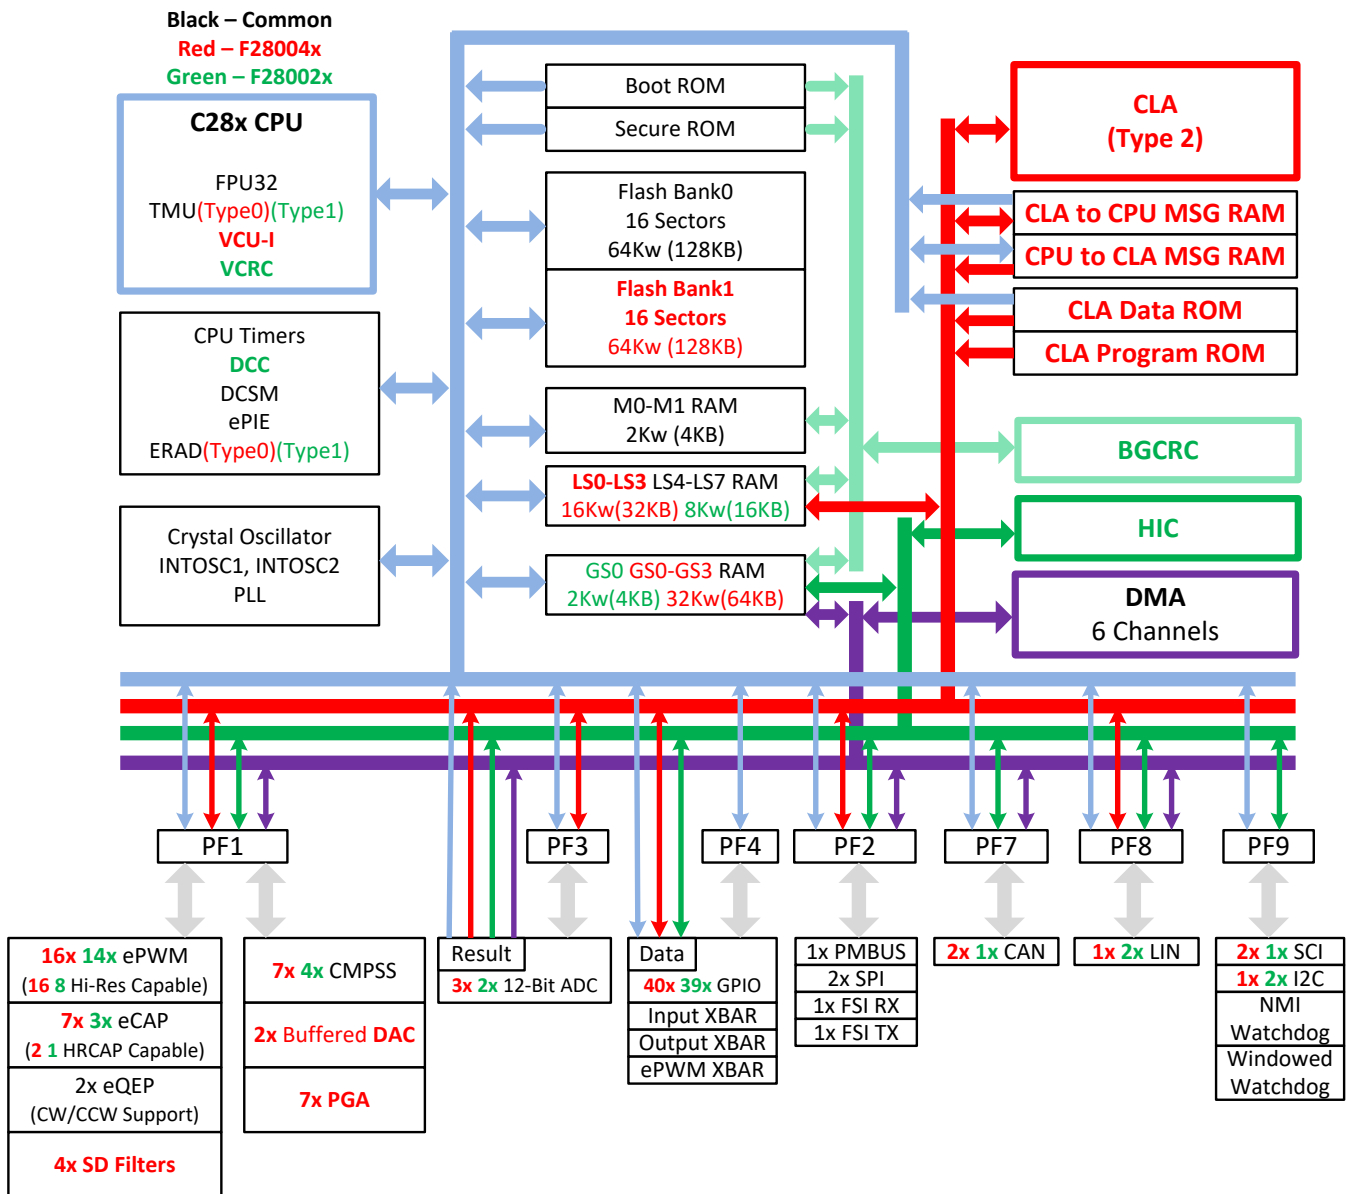 Black – Common
Red – F28004x
Green – F28002x
C28x CPU
FPU32
TMU(Type0)(Type1)
VCU-I
VCRC
CPU Timers
DCC
DCSM
ePIE
ERAD(Type0)(Type1)
Crystal Oscillator
INTOSC1, INTOSC2
PLL
Boot ROM
Secure ROM
Flash Bank0
16 Sectors
64Kw (128KB)
Flash Bank1
16 Sectors
64Kw (128KB)
M0-M1 RAM
2Kw (4KB)
LS0-LS3 LS4-LS7 RAM
16Kw(32KB) 8Kw(16KB)
GS0 GS0-GS3 RAM
2Kw(4KB) 32Kw(64KB)
CLA
(Type 2)
CLA to CPU MSG RAM
CPU to CLA MSG RAM
CLA Data ROM
CLA Program ROM
BGCRC
HIC
DMA
6 Channels
PF1
PF3
PF4
PF2
PF7
PF8
PF9
16x 14x ePWM
(16 8 Hi-Res Capable)
7x 3x eCAP
(2 1 HRCAP Capable)
2x eQEP
(CW/CCW Support)
4x SD Filters
7x 4x CMPSS
2x Buffered DAC
7x PGA
Result
3x 2x 12-Bit ADC
Data
40x 39x GPIO
Input XBAR
Output XBAR
ePWM XBAR
1x PMBUS
2x SPI
1x FSI RX
1x FSI TX
2x 1x CAN
1x 2x LIN
2x 1x SCI
1x 2x I2C
NMI
Watchdog
Windowed
Watchdog